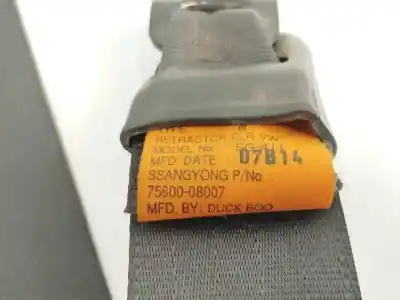 RETRACTOR
MODEL No.
MFD. DATE 07B14
SSANGYONG P/No.
75600-08007
MFD. BY: DUCK BOO